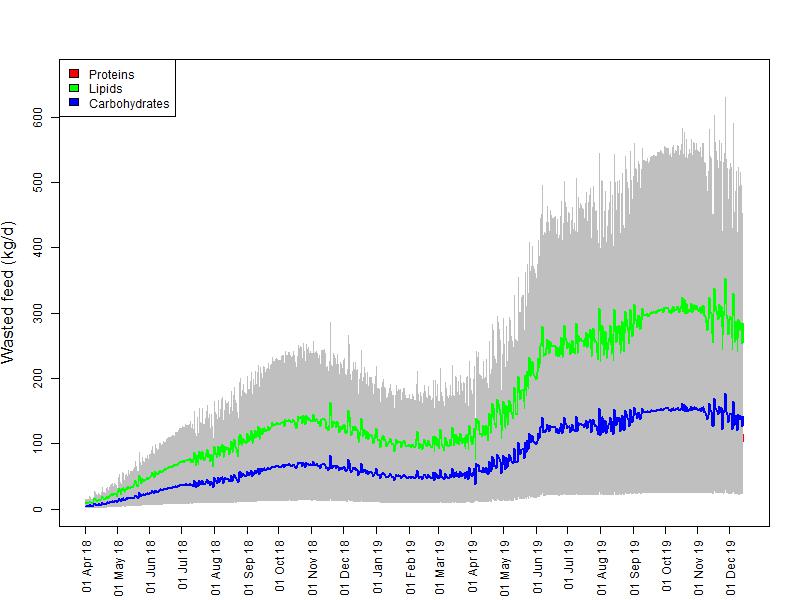 Proteins
Lipids
Carbohydrates
Wasted feed (kg/d)
600
500
400
300
200
100
0
01 Apr 18
01 May 18
01 Jun 18
01 Jul 18
01 Aug 18
01 Sep 18
01 Oct 18
01 Nov 18
01 Dec 18
01 Jan 19
01 Feb 19
01 Mar 19
01 Apr 19
01 May 19
01 Jun 19
01 Jul 19
01 Aug 19
01 Sep 19
01 Oct 19
01 Nov 19
01 Dec 19